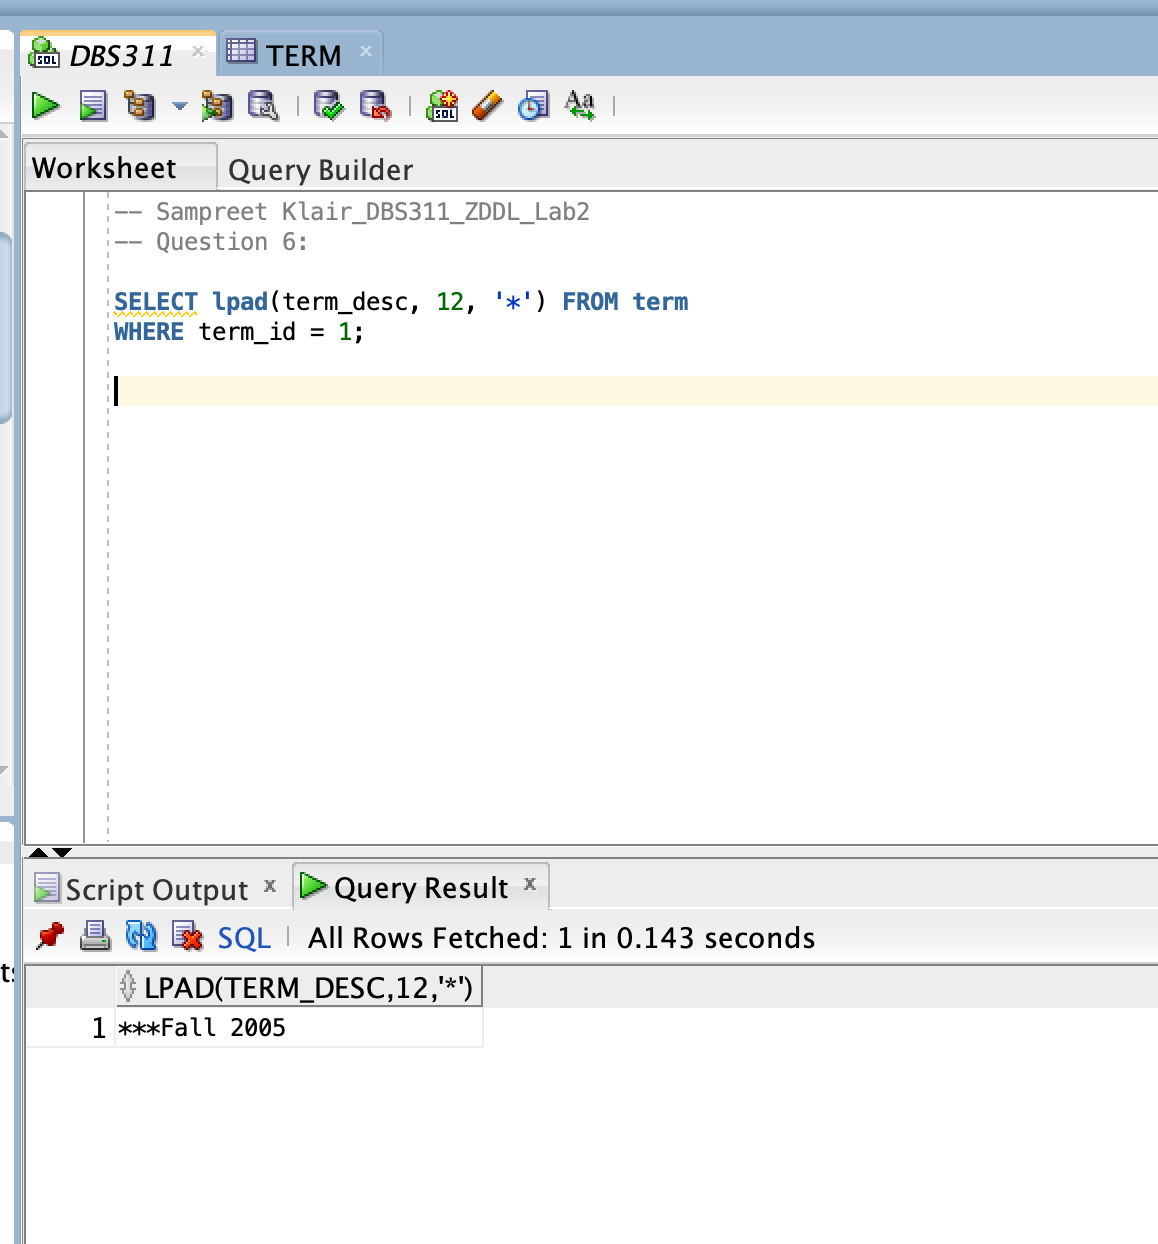 DBS311 TERM
Worksheet Query Builder
-- Sampreet Klair_DBS311_ZDDL_Lab2
-- Question 6:
SELECT lpad(term_desc, 12, '*') FROM term
WHERE term_id = 1;
Script Output Query Result
SQL All Rows Fetched: 1 in 0.143 seconds
LPAD(TERM_DESC,12,'*')
1 ***Fall 2005